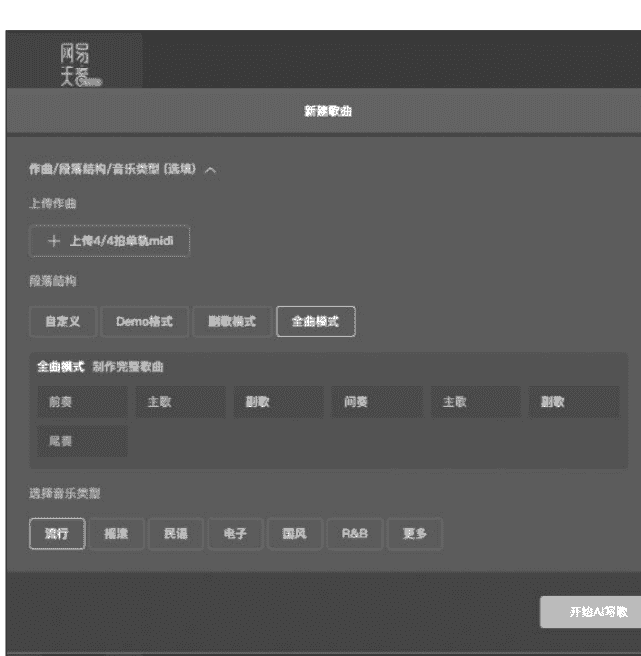 网易
天音
新建歌曲
作曲/段落结构/音乐类型 (选填)
上传作曲
+ 上传4/4拍单轨midi
段落结构
自定义 Demo格式 副歌模式 全曲模式
全曲模式 制作完整歌曲
前奏 主歌 副歌 间奏 主歌 副歌
尾奏
选择音乐类型
流行 摇滚 民谣 电子 国风 R&B 更多
开始AI写歌